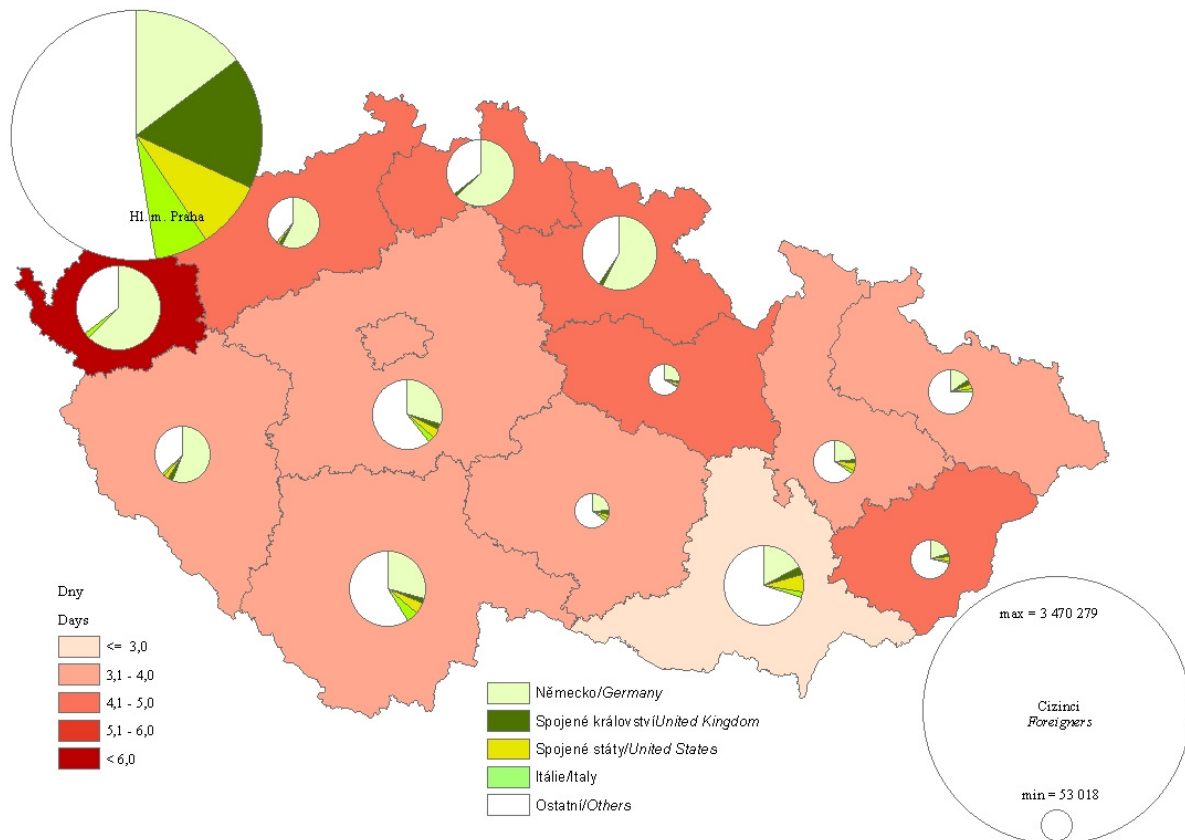 Hl. m. Praha
Dny
Days
<= 3,0
3,1 - 4,0
4,1 - 5,0
5,1 - 6,0
< 6,0
Německo/Germany
Spojené královstvíUnited Kingdom
Spojené státy/United States
Itálie/Italy
Ostatní/Others
max = 3 470 279
Cizinci
Foreigners
min = 53 018